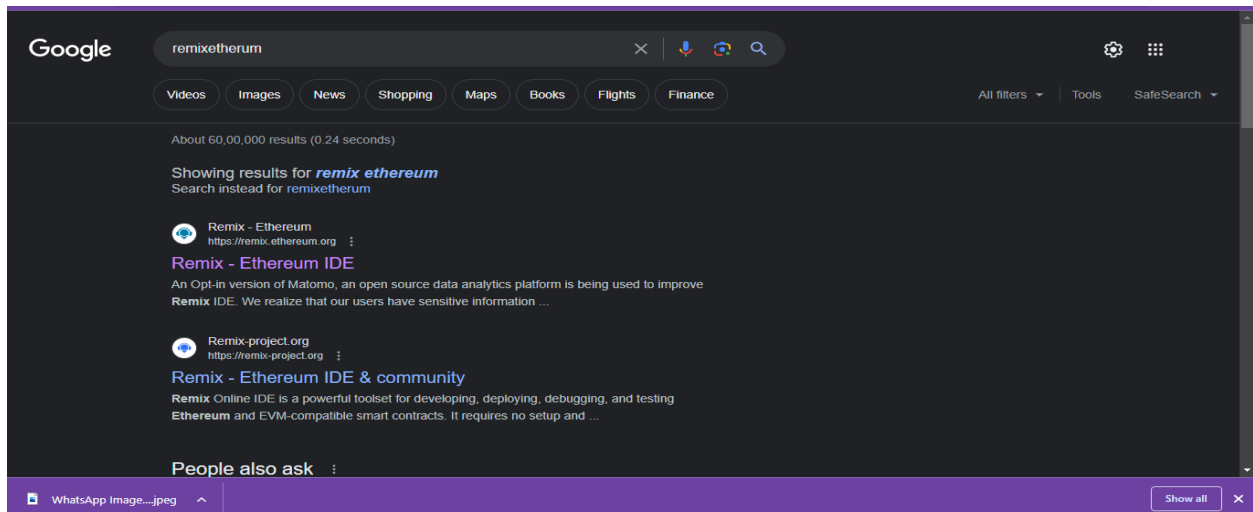 Google
remixetherum
Videos Images News Shopping Maps Books Flights Finance All filters Tools SafeSearch
About 60,00,000 results (0.24 seconds)
Showing results for remix ethereum
Search instead for remixetherum
Remix - Ethereum
https://remix.ethereum.org
Remix - Ethereum IDE
An Opt-in version of Matomo, an open source data analytics platform is being used to improve
Remix IDE. We realize that our users have sensitive information ...
Remix-project.org
https://remix-project.org
Remix - Ethereum IDE & community
Remix Online IDE is a powerful toolset for developing, deploying, debugging, and testing
Ethereum and EVM-compatible smart contracts. It requires no setup and ...
People also ask
WhatsApp Image....jpeg Show all